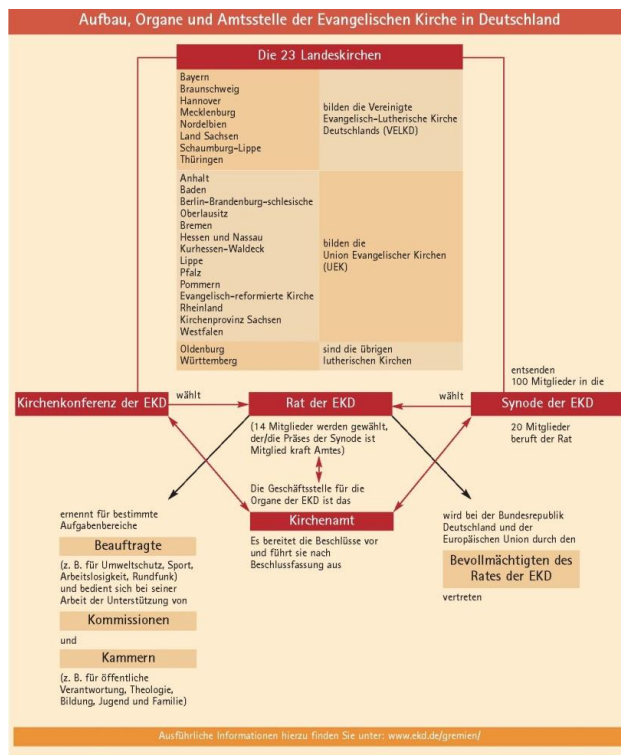 Aufbau, Organe und Amtsstelle der Evangelischen Kirche in Deutschland
Die 23 Landeskirchen
Bayern
Braunschweig
Hannover
Mecklenburg
Nordelbien
Land Sachsen
Schaumburg-Lippe
Thüringen
bilden die Vereinigte
Evangelisch-Lutherische Kirche
Deutschlands (VELKD)
Anhalt
Baden
Berlin-Brandenburg-schlesische
Oberlausitz
Bremen
Hessen und Nassau
Kurhessen-Waldeck
Lippe
Pfalz
Pommern
Evangelisch-reformierte Kirche
Rheinland
Kirchenprovinz Sachsen
Westfalen
bilden die
Union Evangelischer Kirchen
(UEK)
Oldenburg
Württemberg
sind die übrigen
lutherischen Kirchen
entsenden
100 Mitglieder in die
Kirchenkonferenz der EKD
wählt
Rat der EKD
wählt
Synode der EKD
(14 Mitglieder werden gewählt,
der/die Präses der Synode ist
Mitglied kraft Amtes)
20 Mitglieder
beruft der Rat
Die Geschäftsstelle für die
Organe der EKD ist das
Kirchenamt
Es bereitet die Beschlüsse vor
und führt sie nach
Beschlussfassung aus
ernennt für bestimmte
Aufgabenbereiche
Beauftragte
(z. B. für Umweltschutz, Sport,
Arbeitslosigkeit, Rundfunk)
und bedient sich bei seiner
Arbeit der Unterstützung von
Kommissionen
und
Kammern
(z. B. für öffentliche
Verantwortung, Theologie,
Bildung, Jugend und Familie)
wird bei der Bundesrepublik
Deutschland und der
Europäischen Union durch den
Bevollmächtigten des
Rates der EKD
vertreten
Ausführliche Informationen hierzu finden Sie unter: www.ekd.de/gremien/